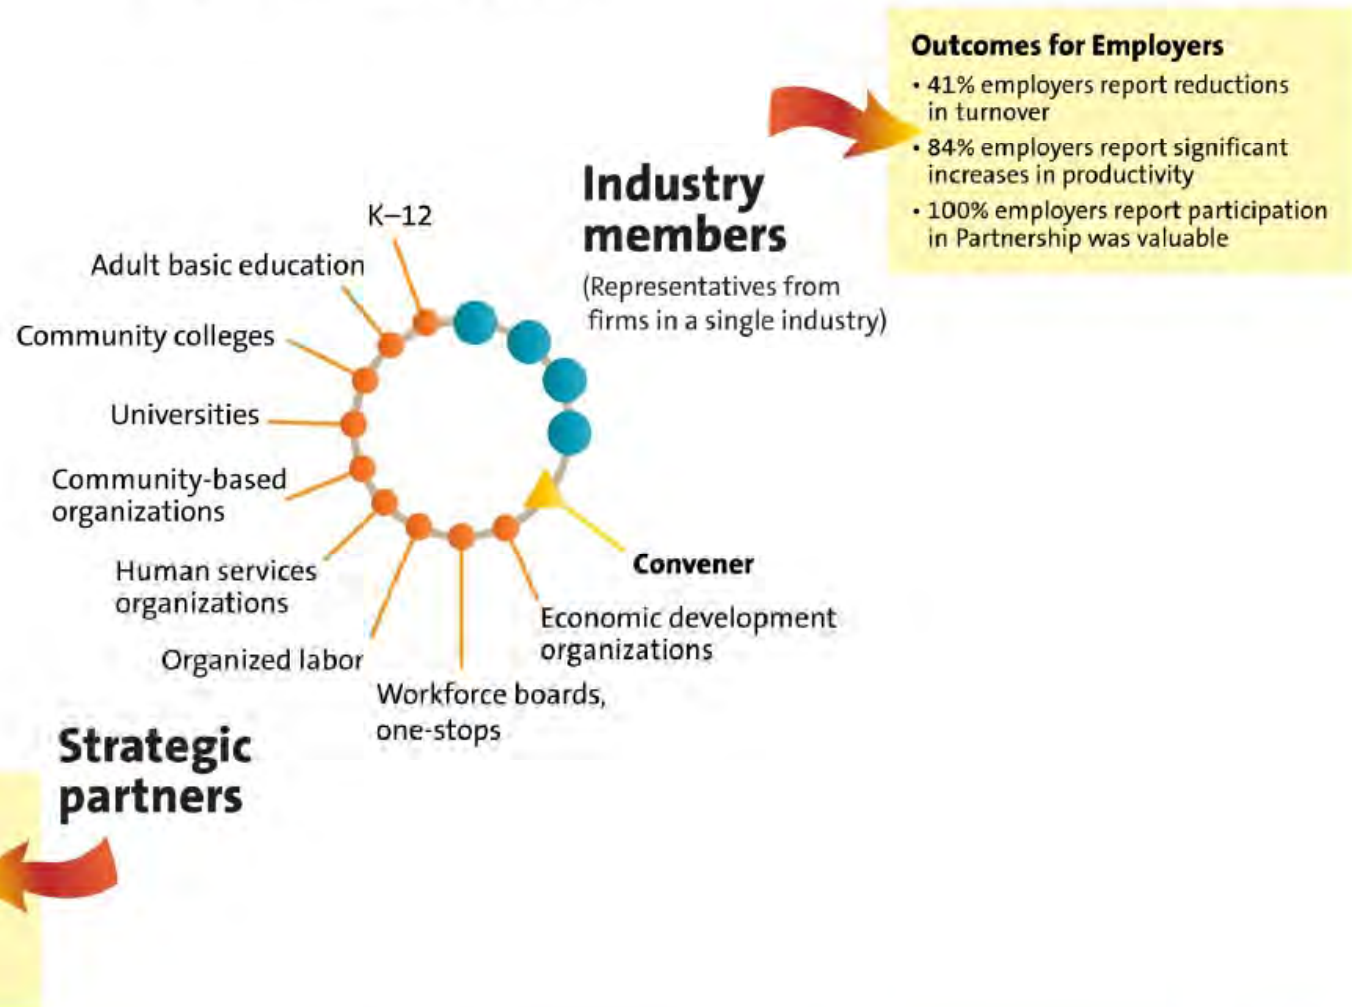 Outcomes for Employers
• 41% employers report reductions
in turnover
• 84% employers report significant
increases in productivity
• 100% employers report participation
in Partnership was valuable
Industry
members
(Representatives from
firms in a single industry)
K–12
Adult basic education
Community colleges
Universities
Community-based
organizations
Human services
organizations
Organized labor
Workforce boards,
one-stops
Economic development
organizations
Convener
Strategic
partners